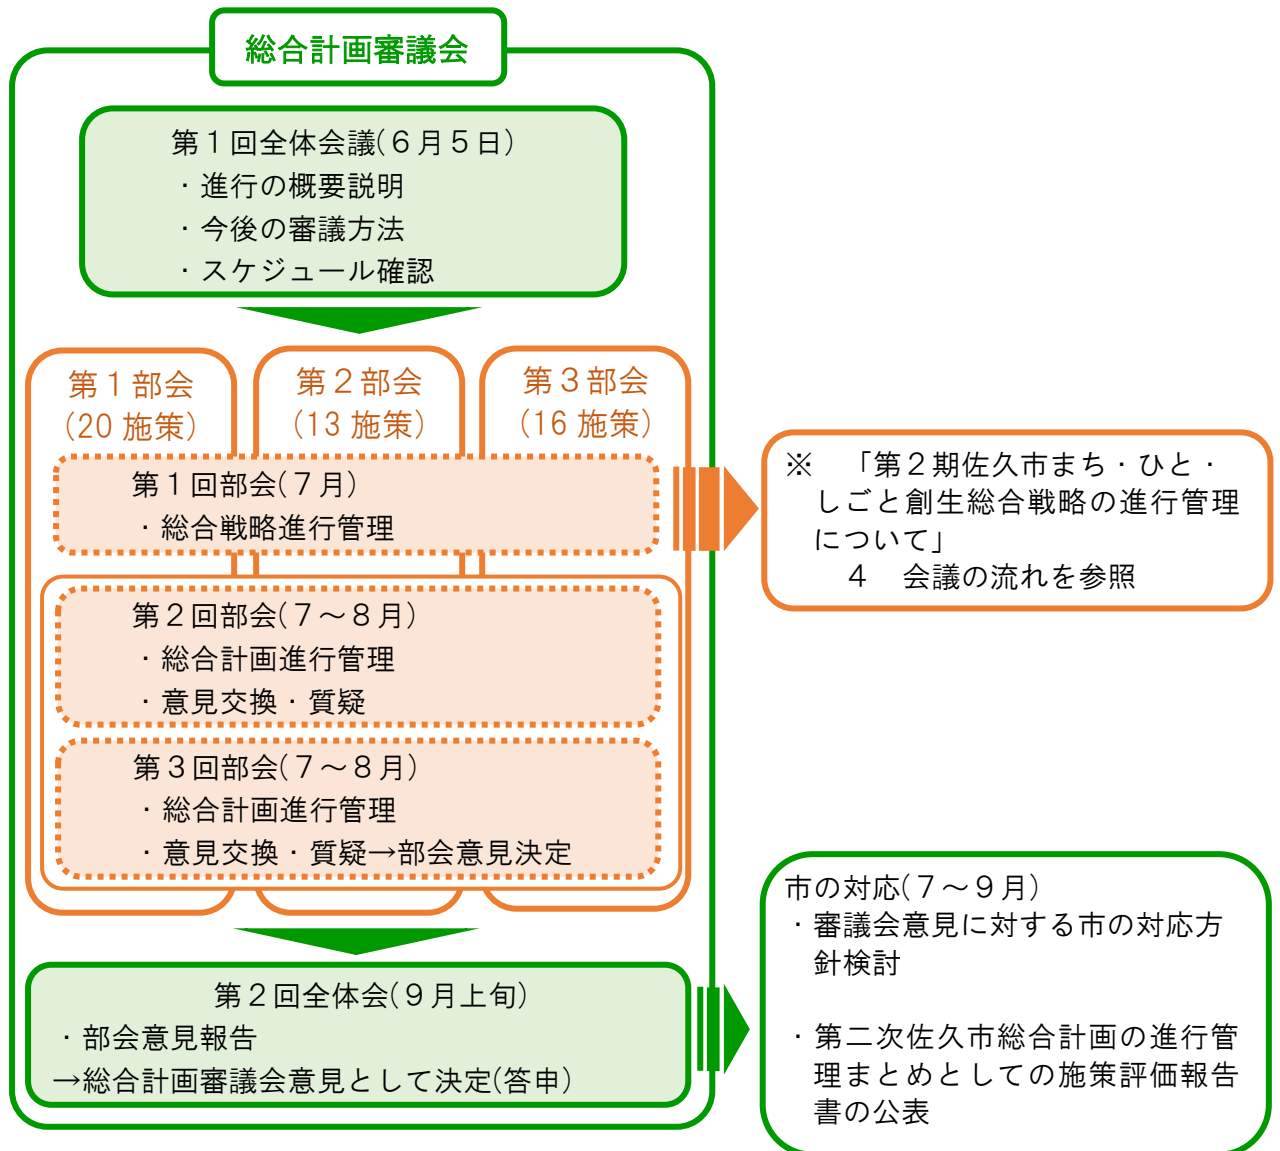 総合計画審議会
第１回全体会議(６月５日)
・進行の概要説明
・今後の審議方法
・スケジュール確認
第１部会
(20 施策)
第２部会
(13 施策)
第３部会
(16 施策)
第１回部会(７月)
・総合戦略進行管理
※　「第２期佐久市まち・ひと・
しごと創生総合戦略の進行管理
について」
４　会議の流れを参照
第２回部会(７～８月)
・総合計画進行管理
・意見交換・質疑
第３回部会(７～８月)
・総合計画進行管理
・意見交換・質疑→部会意見決定
第２回全体会(９月上旬)
・部会意見報告
→総合計画審議会意見として決定(答申)
市の対応(７～９月)
・審議会意見に対する市の対応方
針検討
・第二次佐久市総合計画の進行管
理まとめとしての施策評価報告
書の公表